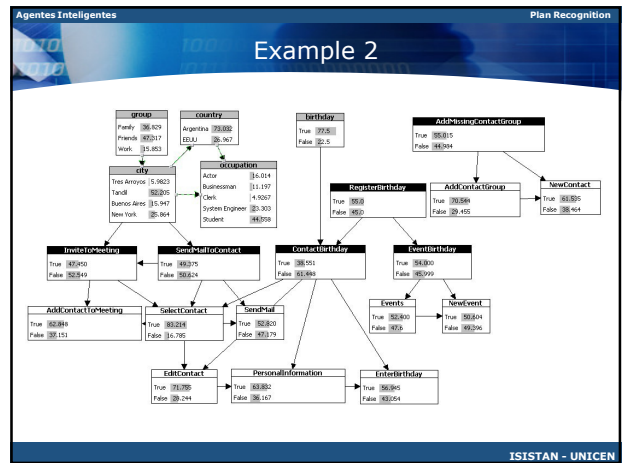 Agentes Inteligentes
Plan Recognition
Example 2
group
Family 36.829
Friends 47.317
Work 15.853
country
Argentina 73.032
EEUU 26.967
birthday
True 77.5
False 22.5
AddMissingContactGroup
True 55.015
False 44.984
city
Tres Arroyos 5.9823
Tandil 52.205
Buenos Aires 15.947
New York 25.864
occupation
Actor 16.014
Businessman 11.197
Clerk 4.9267
System Engineer 23.303
Student 44.558
RegisterBirthday
True 55.0
False 45.0
AddContactGroup
True 70.544
False 29.455
NewContact
True 61.535
False 38.464
InviteToMeeting
True 47.450
False 52.549
SendMailToContact
True 49.375
False 50.624
ContactBirthday
True 38.551
False 61.448
EventBirthday
True 54.000
False 45.999
AddContactToMeeting
True 62.848
False 37.151
SelectContact
True 83.214
False 16.785
SendMail
True 52.820
False 47.179
Events
True 52.400
False 47.6
NewEvent
True 50.604
False 49.396
EditContact
True 71.755
False 28.244
PersonalInformation
True 63.832
False 36.167
EnterBirthday
True 56.945
False 43.054
ISISTAN - UNICEN